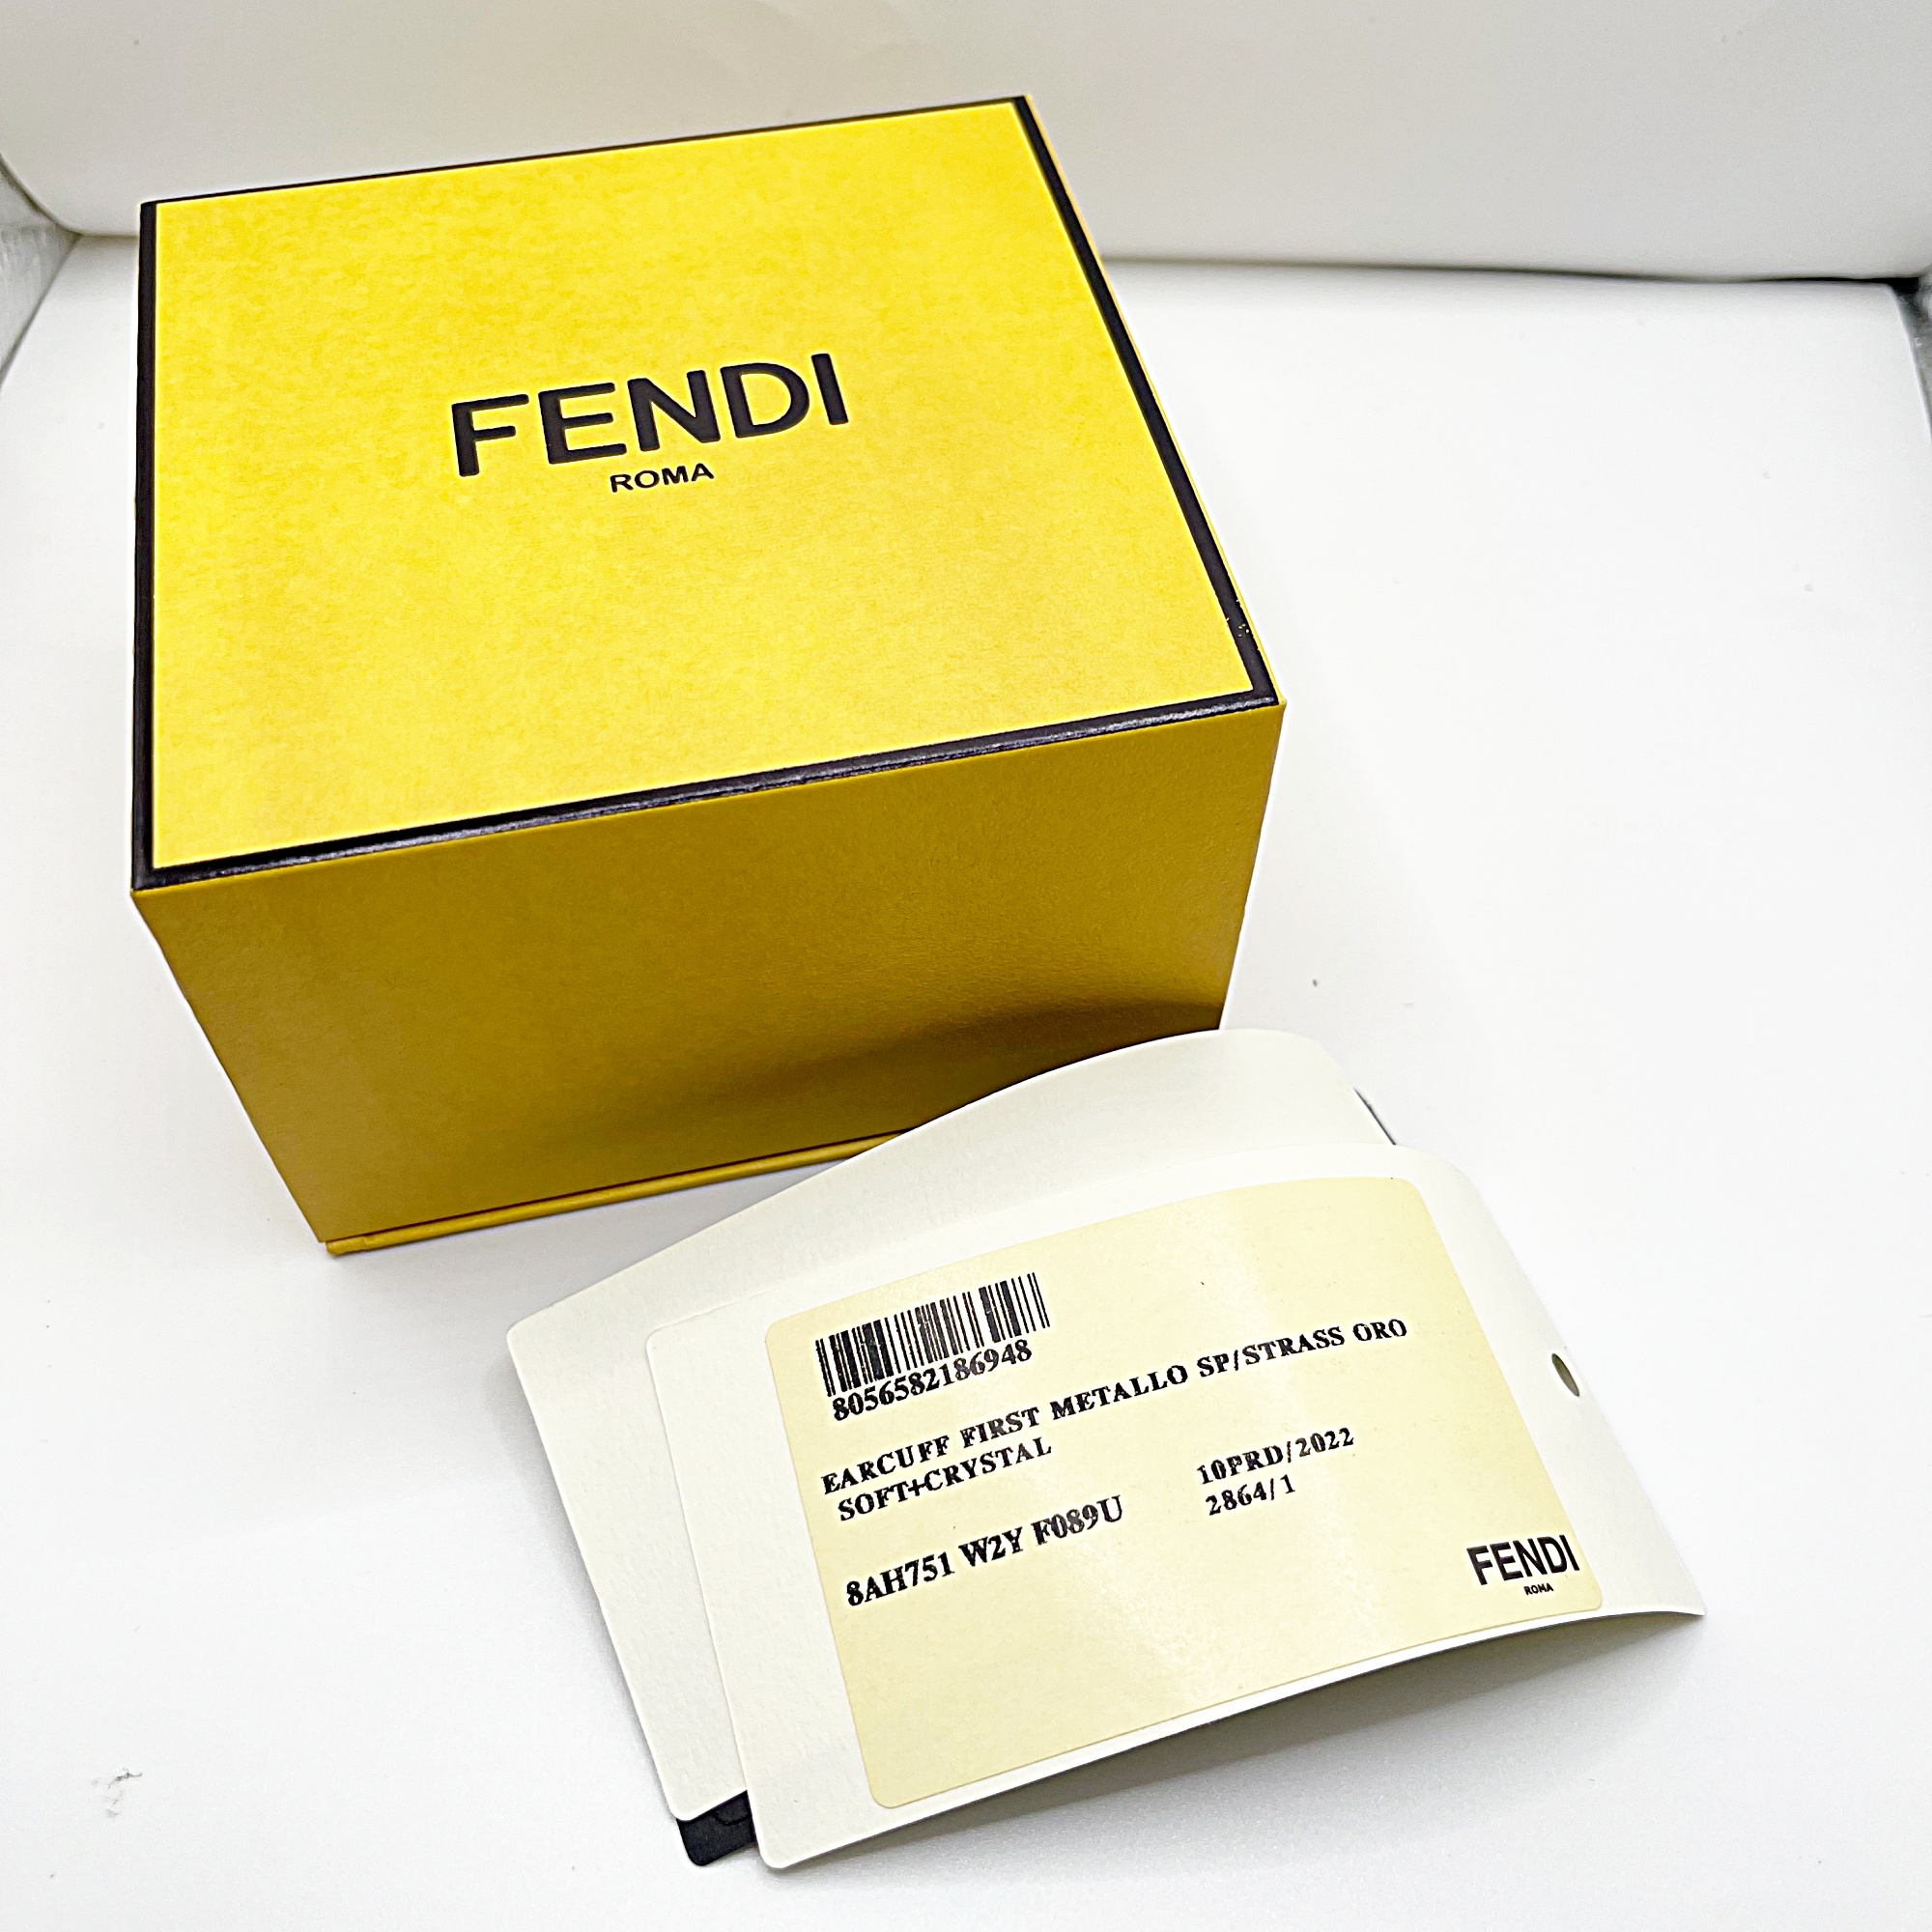 FENDI
ROMA
8056582186948
EARCUFF FIRST METALLO SP/STRASS ORO
SOFT+CRYSTAL
8AH751 W2Y F089U
10PRD/2022
2864/1
FENDI
ROMA